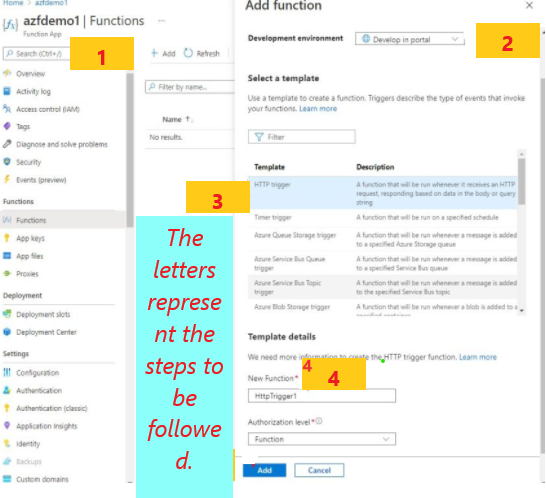 Home > azfdemo1
azfdemo1 | Functions ...
Function App
Search (Ctrl+/)
1
Overview
Activity log
Access control (IAM)
Tags
Diagnose and solve problems
Security
Events (preview)
Functions
Functions
App keys
App files
Proxies
Deployment
Deployment slots
Deployment Center
Settings
Configuration
Authentication
Authentication (classic)
Application Insights
Identity
Backups
Custom domains
+ Add Refresh
Filter by name...
Name ↑↓
No results.
3
The
letters
represe
nt the
steps to
be
followe
d.
Add function
Development environment Develop in portal
2
Select a template
Use a template to create a function. Triggers describe the type of events that invoke
your functions. Learn more
Filter
Template Description
HTTP trigger A function that will be run whenever it receives an HTTP
request, responding based on data in the body or query
string
Timer trigger A function that will be run on a specified schedule
Azure Queue Storage trigger A function that will be run whenever a message is added
to a specified Azure Storage queue
Azure Service Bus Queue A function that will be run whenever a message is added
trigger to a specified Service Bus queue
Azure Service Bus Topic A function that will be run whenever a message is added
trigger to the specified Service Bus topic
Azure Blob Storage trigger A function that will be run whenever a blob is added to a
specified container
Template details
We need more information to create the HTTP trigger function. Learn more
4
New Function* 4
HttpTrigger1
Authorization level*
Function
Add Cancel